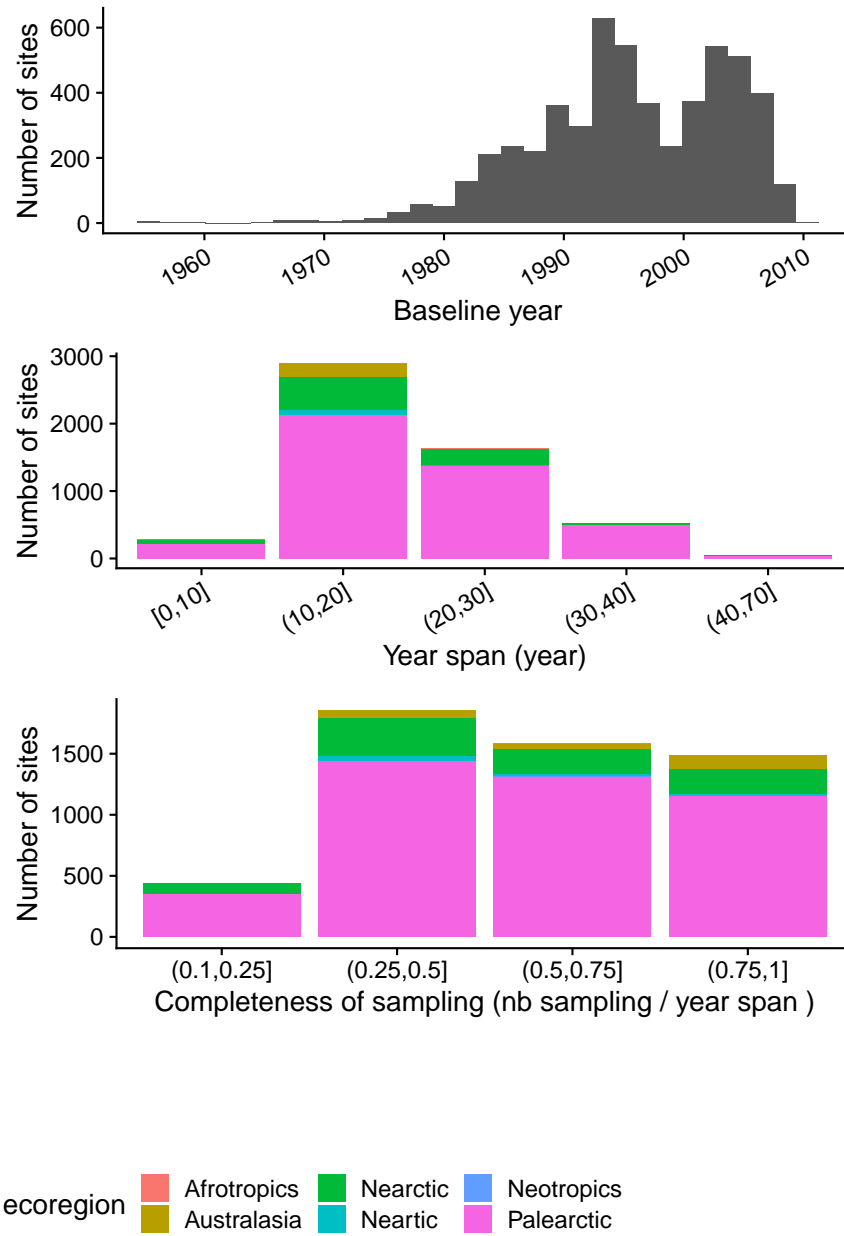 600
400
200
0
Number of sites
1960 1970 1980 1990 2000 2010
Baseline year
3000
2000
1000
0
Number of sites
[0,10] (10,20] (20,30] (30,40] (40,70]
Year span (year)
1500
1000
500
0
Number of sites
(0.1,0.25] (0.25,0.5] (0.5,0.75] (0.75,1]
Completeness of sampling (nb sampling / year span )
ecoregion
Afrotropics Nearctic Neotropics
Australasia Neartic Palearctic